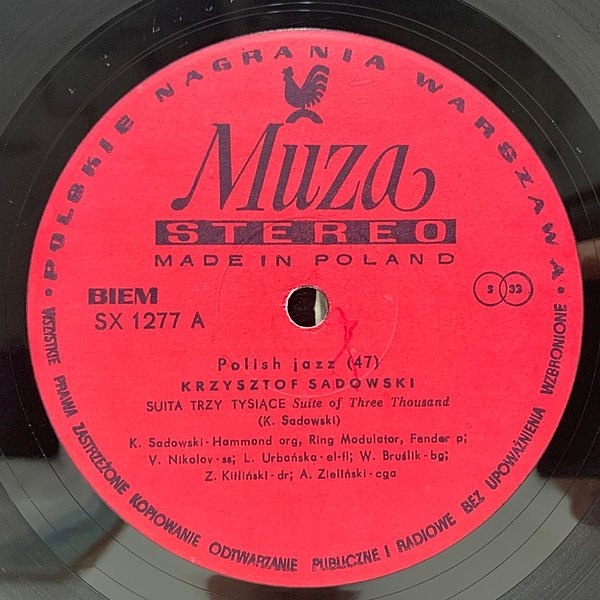 • POLSKIE NAGRANIA WARSZAWA •
Muza
STEREO
MADE IN POLAND
BIEM
SX 1277 A
S 33
Polish jazz (47)
KRZYSZTOF SADOWSKI
SUITA TRZY TYSIĄCE Suite of Three Thousand
(K. Sadowski)
K. Sadowski-Hammond org, Ring Modulator, Fender p;
V. Nikolov-ss; L. Urbańska-el-fl; W. Bruślik-bg;
Z. Kitliński-dr; A. Zieliński-cga
WSZYSTKIE PRAWA ZASTRZEŻONE KOPIOWANIE ODTWARZANIE PUBLICZNE I RADIOWE BEZ UPOWAŻNIENIA WZBRONIONE